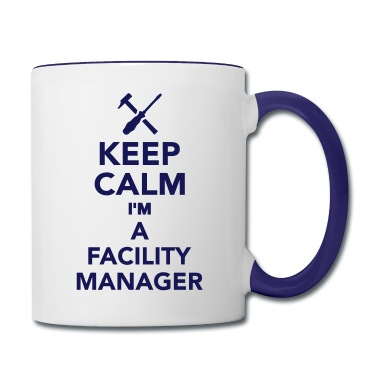 KEEP
CALM
I'M
A
FACILITY
MANAGER